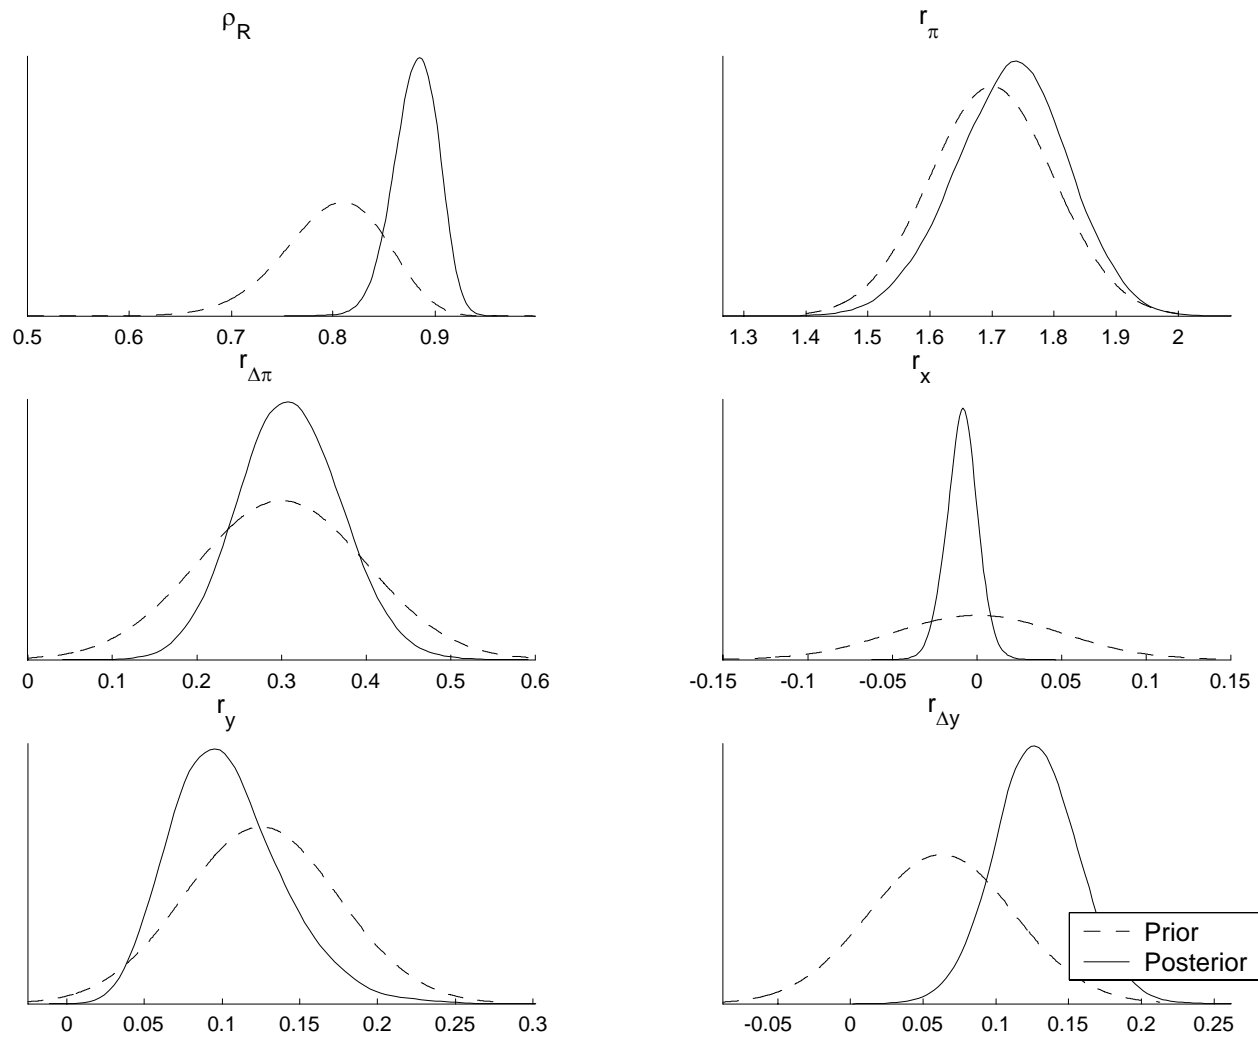 ρ_R
r_π
0.5 0.6 0.7 0.8 0.9
1.3 1.4 1.5 1.6 1.7 1.8 1.9 2
r_Δπ
r_x
0 0.1 0.2 0.3 0.4 0.5 0.6
-0.15 -0.1 -0.05 0 0.05 0.1 0.15
r_y
r_Δy
Prior
Posterior
0 0.05 0.1 0.15 0.2 0.25 0.3
-0.05 0 0.05 0.1 0.15 0.2 0.25